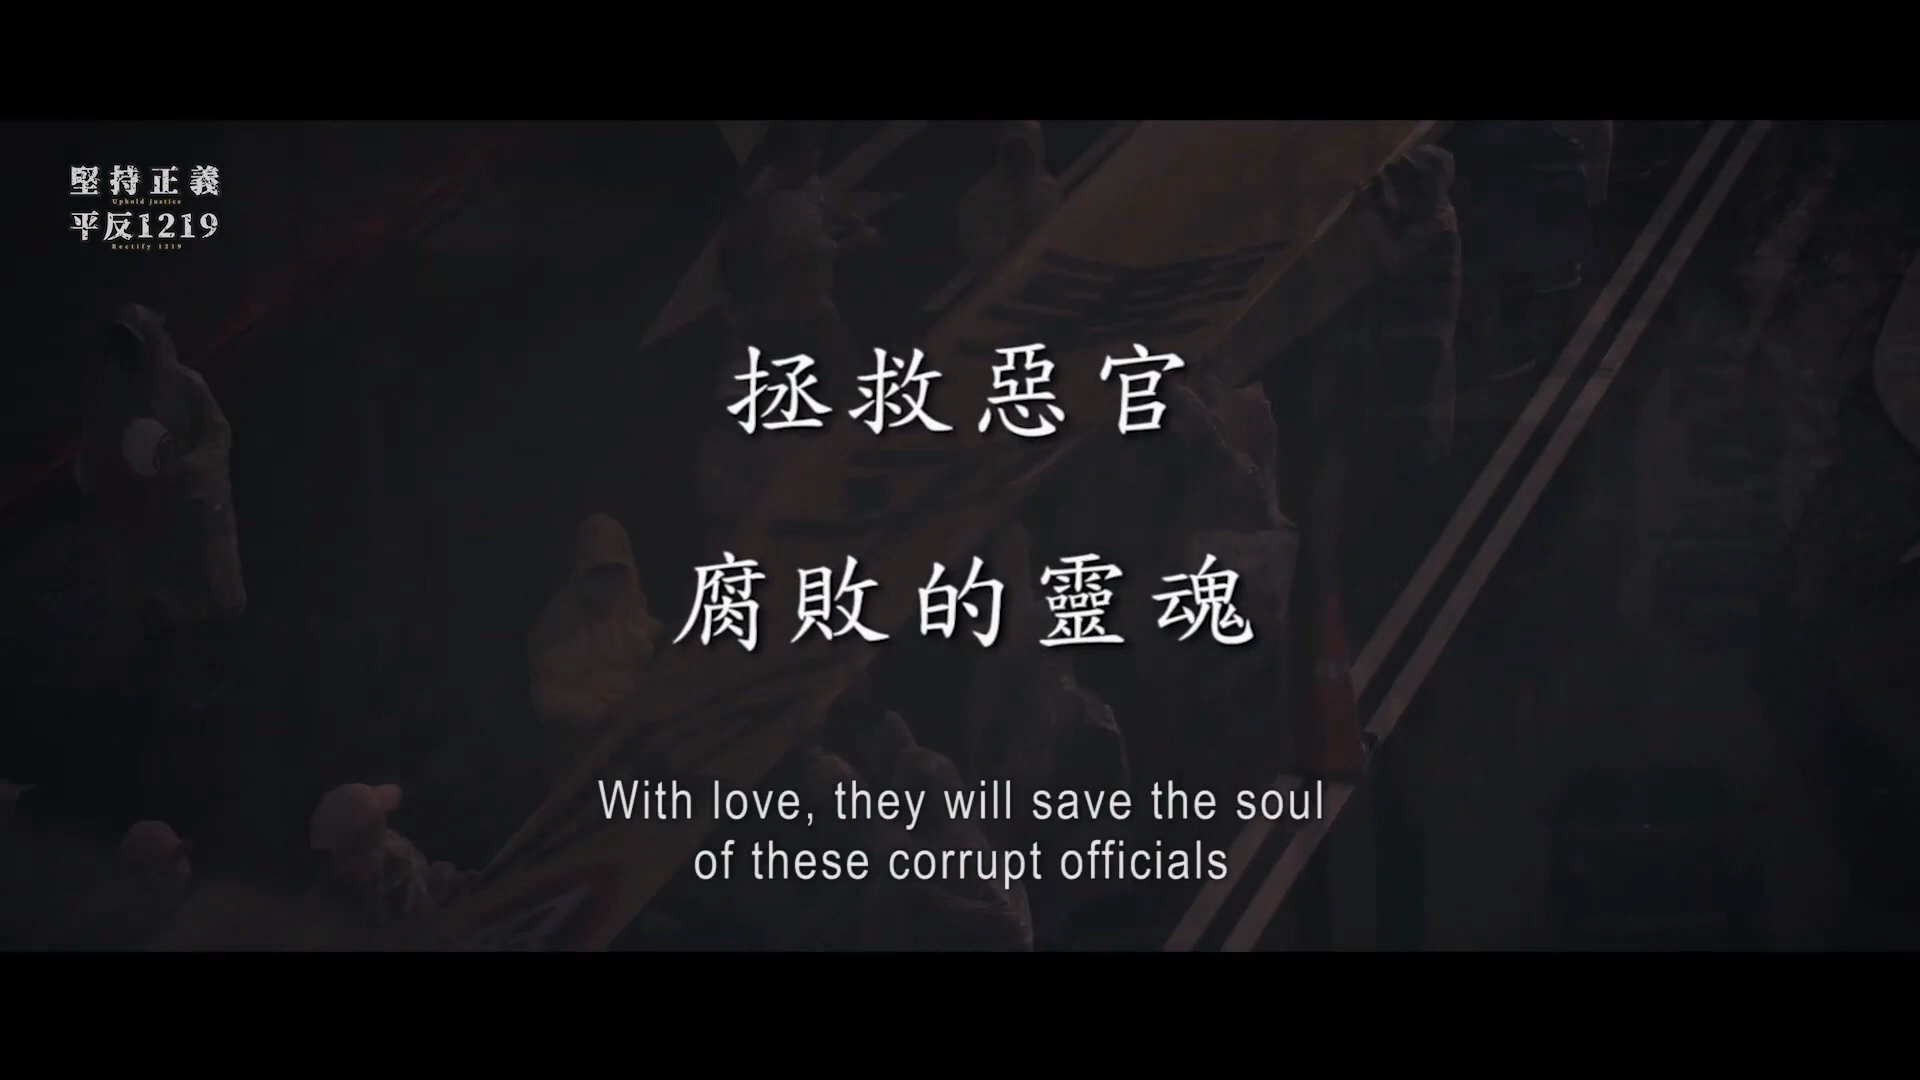 堅持正義
Uphold Justice
平反1219
Rectify 1219
拯救惡官
腐敗的靈魂
With love, they will save the soul
of these corrupt officials